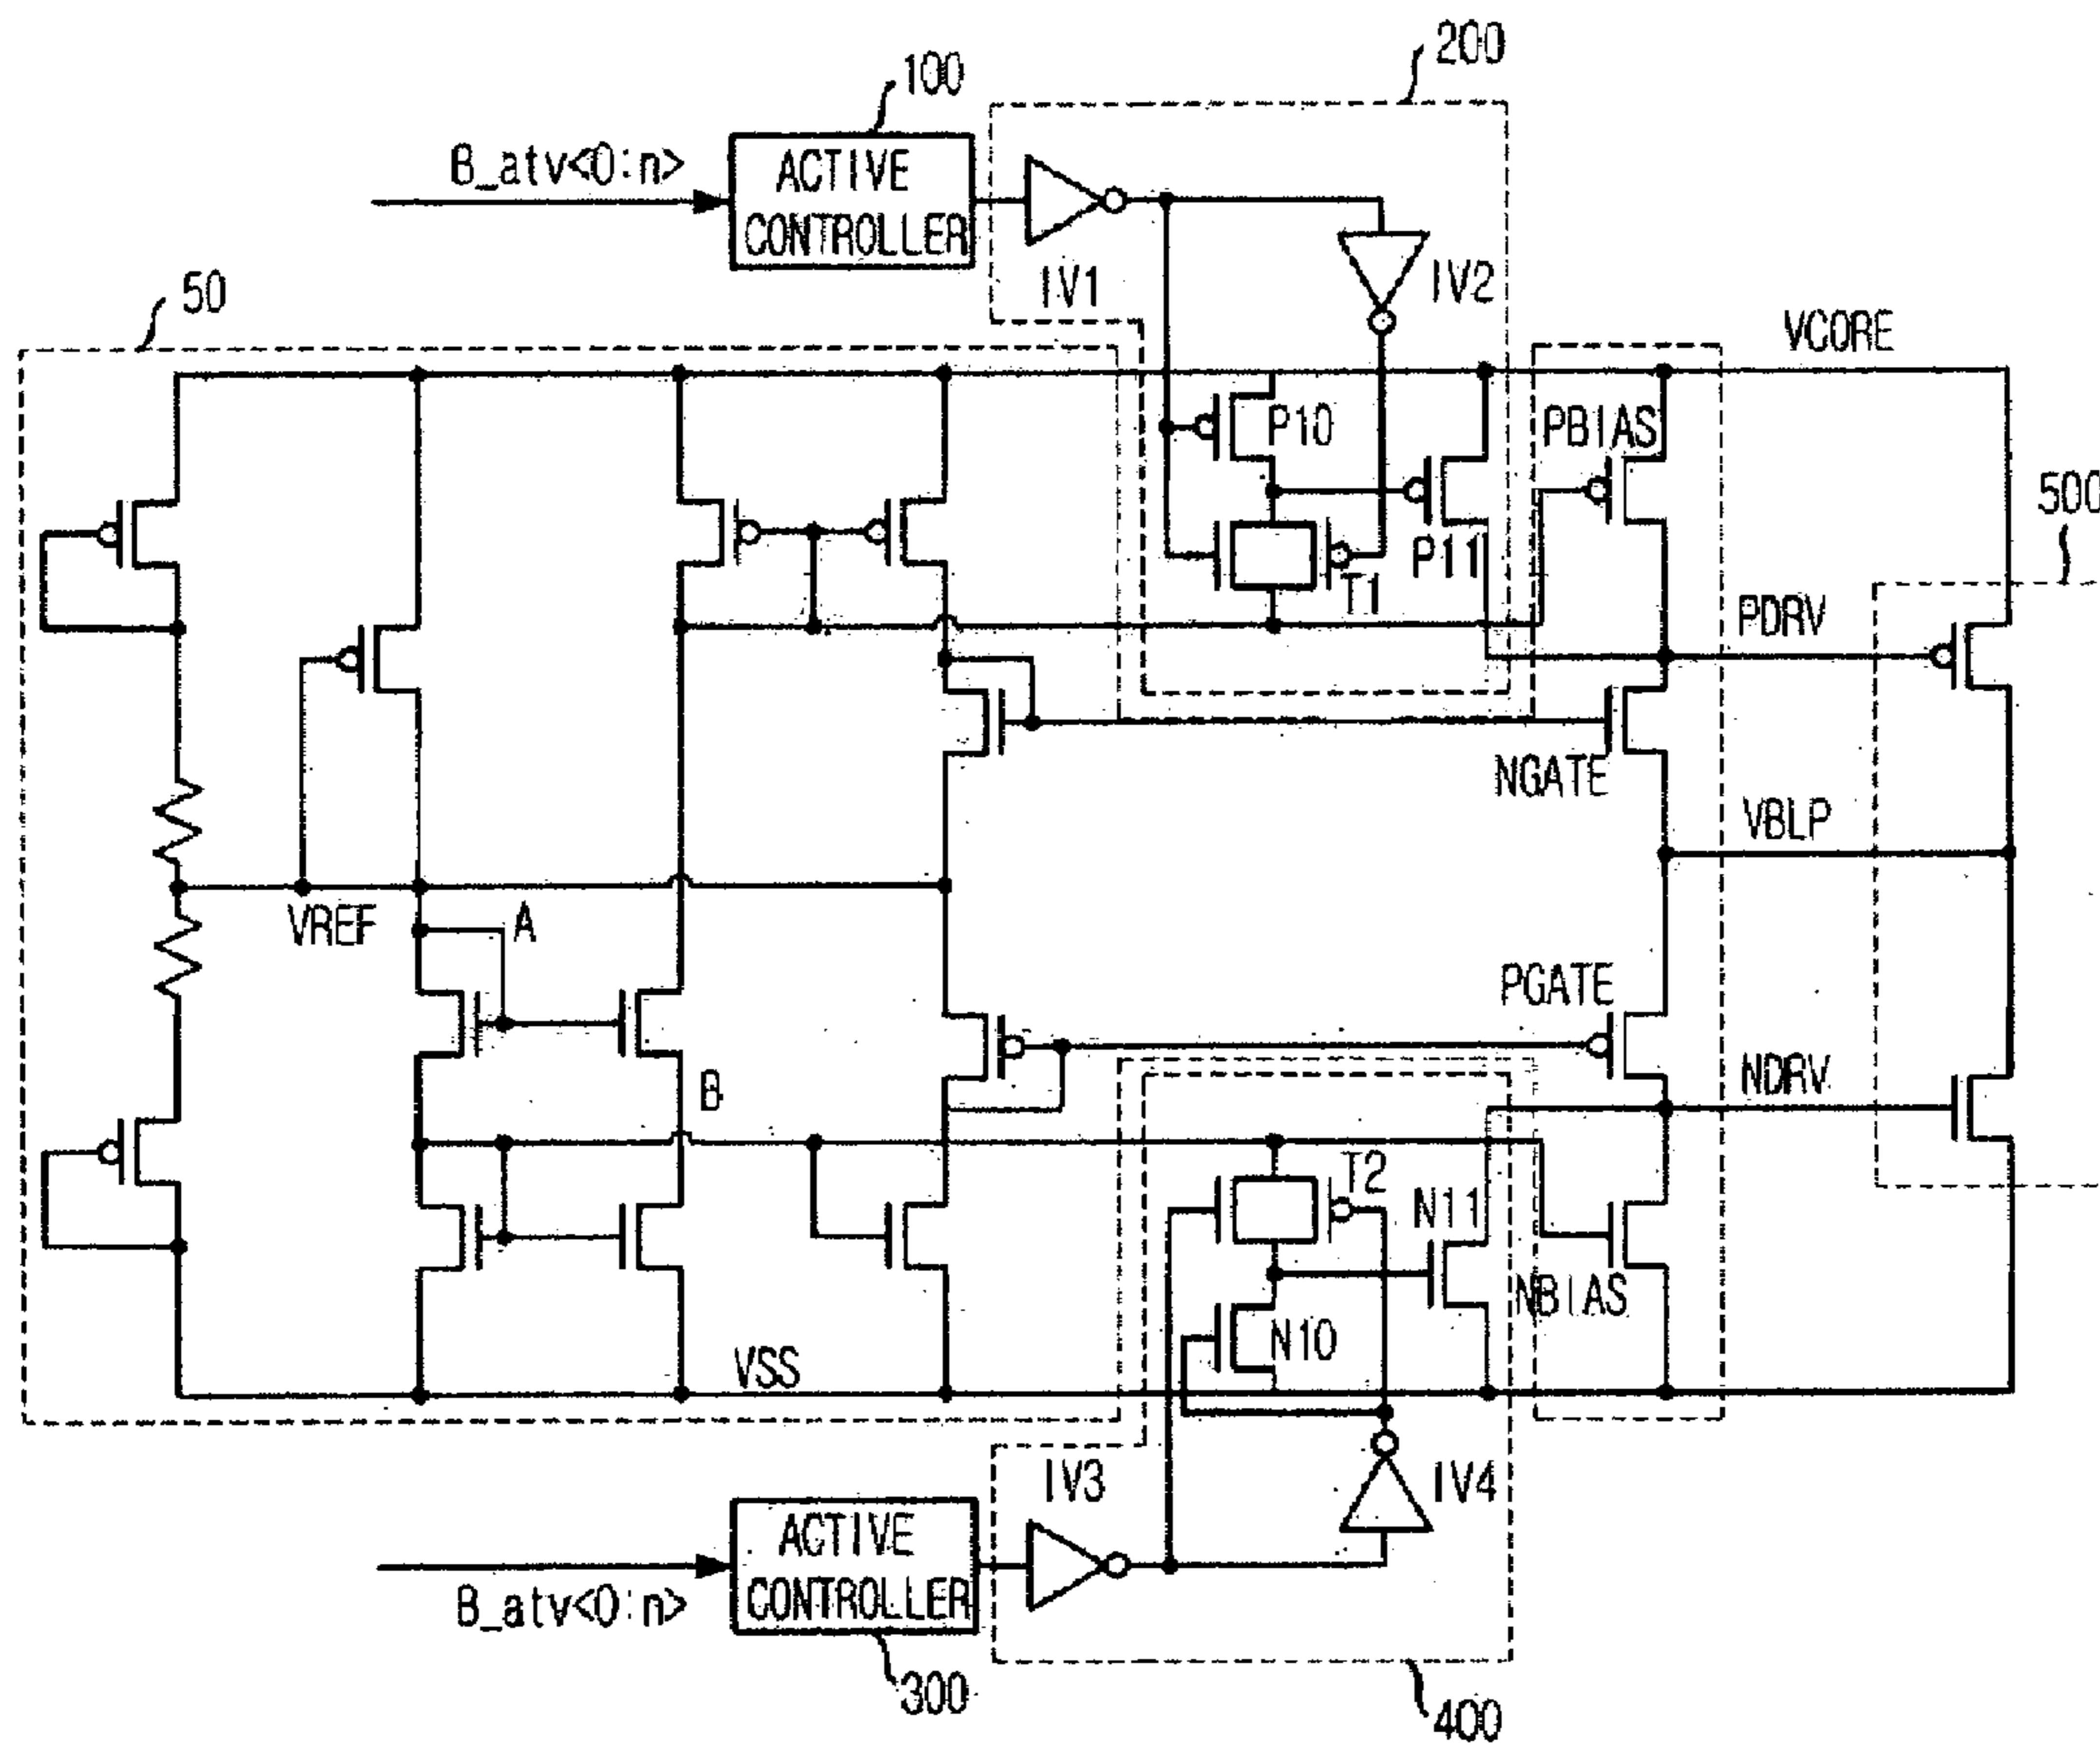 200
100
B_atv<0:n>
ACTIVE
CONTROLLER
IV1
IV2
50
VCORE
P10
PBIAS
P11
T1
500
PDRV
NGATE
VBLP
VREF
A
PGATE
B
NDRV
T2
N11
NBIAS
N10
VSS
IV3
IV4
ACTIVE
CONTROLLER
B_atv<0:n>
300
400